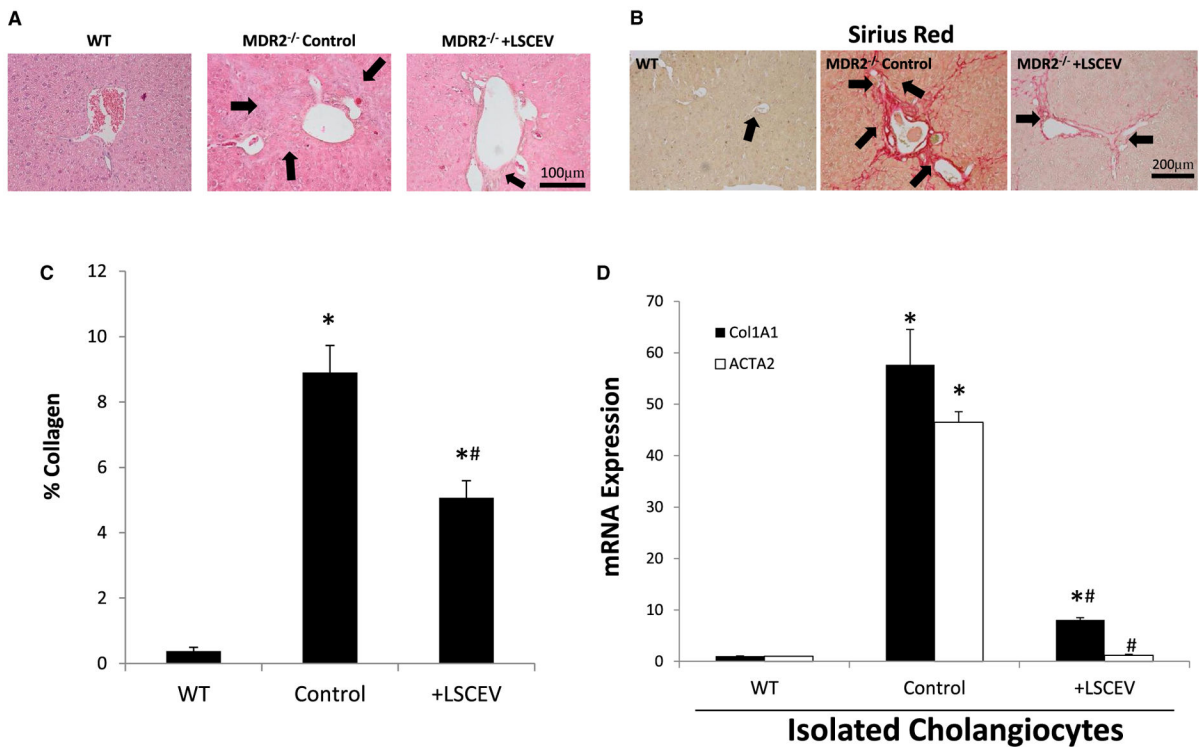 A
WT
MDR2-/- Control
MDR2-/- +LSCEV
100μm
B
Sirius Red
WT
MDR2-/- Control
MDR2-/- +LSCEV
200μm
C
% Collagen
12
10
8
6
4
2
0
*
*#
WT
Control
+LSCEV
D
mRNA Expression
70
60
50
40
30
20
10
0
Col1A1
ACTA2
*
*
*#
#
WT
Control
+LSCEV
Isolated Cholangiocytes